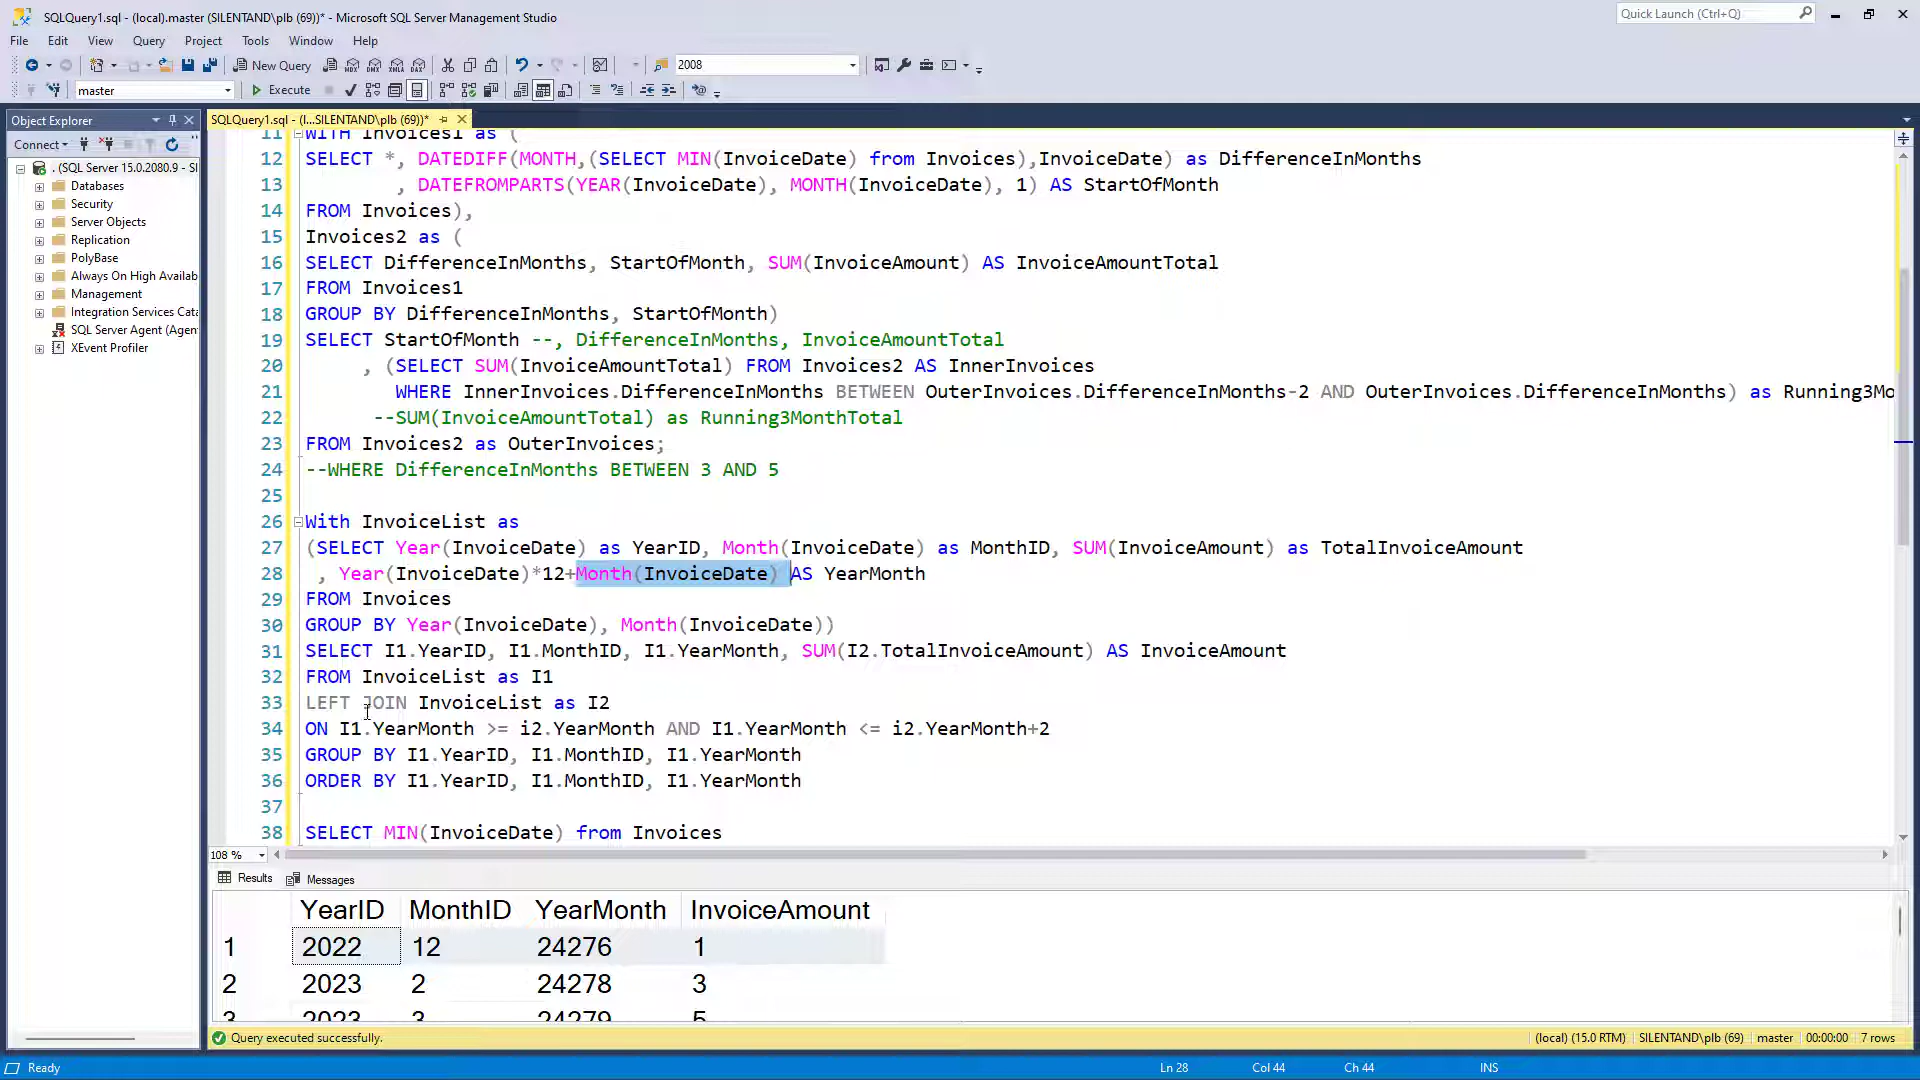 SQLQuery1.sql - (local).master (SILENTAND\plb (69))* - Microsoft SQL Server Management Studio
Quick Launch (Ctrl+Q)
File Edit View Query Project Tools Window Help
New Query
MDX DMX XMLA DAX
2008
master
Execute
Object Explorer
SQLQuery1.sql - (l...SILENTAND\plb (69))*
Connect
. (SQL Server 15.0.2080.9 - SI
Databases
Security
Server Objects
Replication
PolyBase
Always On High Availab
Management
Integration Services Cata
SQL Server Agent (Agen
XEvent Profiler
11 WITH Invoices1 as (
12 SELECT *, DATEDIFF(MONTH,(SELECT MIN(InvoiceDate) from Invoices),InvoiceDate) as DifferenceInMonths
13 , DATEFROMPARTS(YEAR(InvoiceDate), MONTH(InvoiceDate), 1) AS StartOfMonth
14 FROM Invoices),
15 Invoices2 as (
16 SELECT DifferenceInMonths, StartOfMonth, SUM(InvoiceAmount) AS InvoiceAmountTotal
17 FROM Invoices1
18 GROUP BY DifferenceInMonths, StartOfMonth)
19 SELECT StartOfMonth --, DifferenceInMonths, InvoiceAmountTotal
20 , (SELECT SUM(InvoiceAmountTotal) FROM Invoices2 AS InnerInvoices
21 WHERE InnerInvoices.DifferenceInMonths BETWEEN OuterInvoices.DifferenceInMonths-2 AND OuterInvoices.DifferenceInMonths) as Running3Mo
22 --SUM(InvoiceAmountTotal) as Running3MonthTotal
23 FROM Invoices2 as OuterInvoices;
24 --WHERE DifferenceInMonths BETWEEN 3 AND 5
25
26 With InvoiceList as
27 (SELECT Year(InvoiceDate) as YearID, Month(InvoiceDate) as MonthID, SUM(InvoiceAmount) as TotalInvoiceAmount
28 , Year(InvoiceDate)*12+Month(InvoiceDate) AS YearMonth
29 FROM Invoices
30 GROUP BY Year(InvoiceDate), Month(InvoiceDate))
31 SELECT I1.YearID, I1.MonthID, I1.YearMonth, SUM(I2.TotalInvoiceAmount) AS InvoiceAmount
32 FROM InvoiceList as I1
33 LEFT JOIN InvoiceList as I2
34 ON I1.YearMonth >= i2.YearMonth AND I1.YearMonth <= i2.YearMonth+2
35 GROUP BY I1.YearID, I1.MonthID, I1.YearMonth
36 ORDER BY I1.YearID, I1.MonthID, I1.YearMonth
37
38 SELECT MIN(InvoiceDate) from Invoices
108 %
Results Messages
YearID MonthID YearMonth InvoiceAmount
1 2022 12 24276 1
2 2023 2 24278 3
3 2023 3 24279 5
Query executed successfully. (local) (15.0 RTM) SILENTAND\plb (69) master 00:00:00 7 rows
Ready Ln 28 Col 44 Ch 44 INS